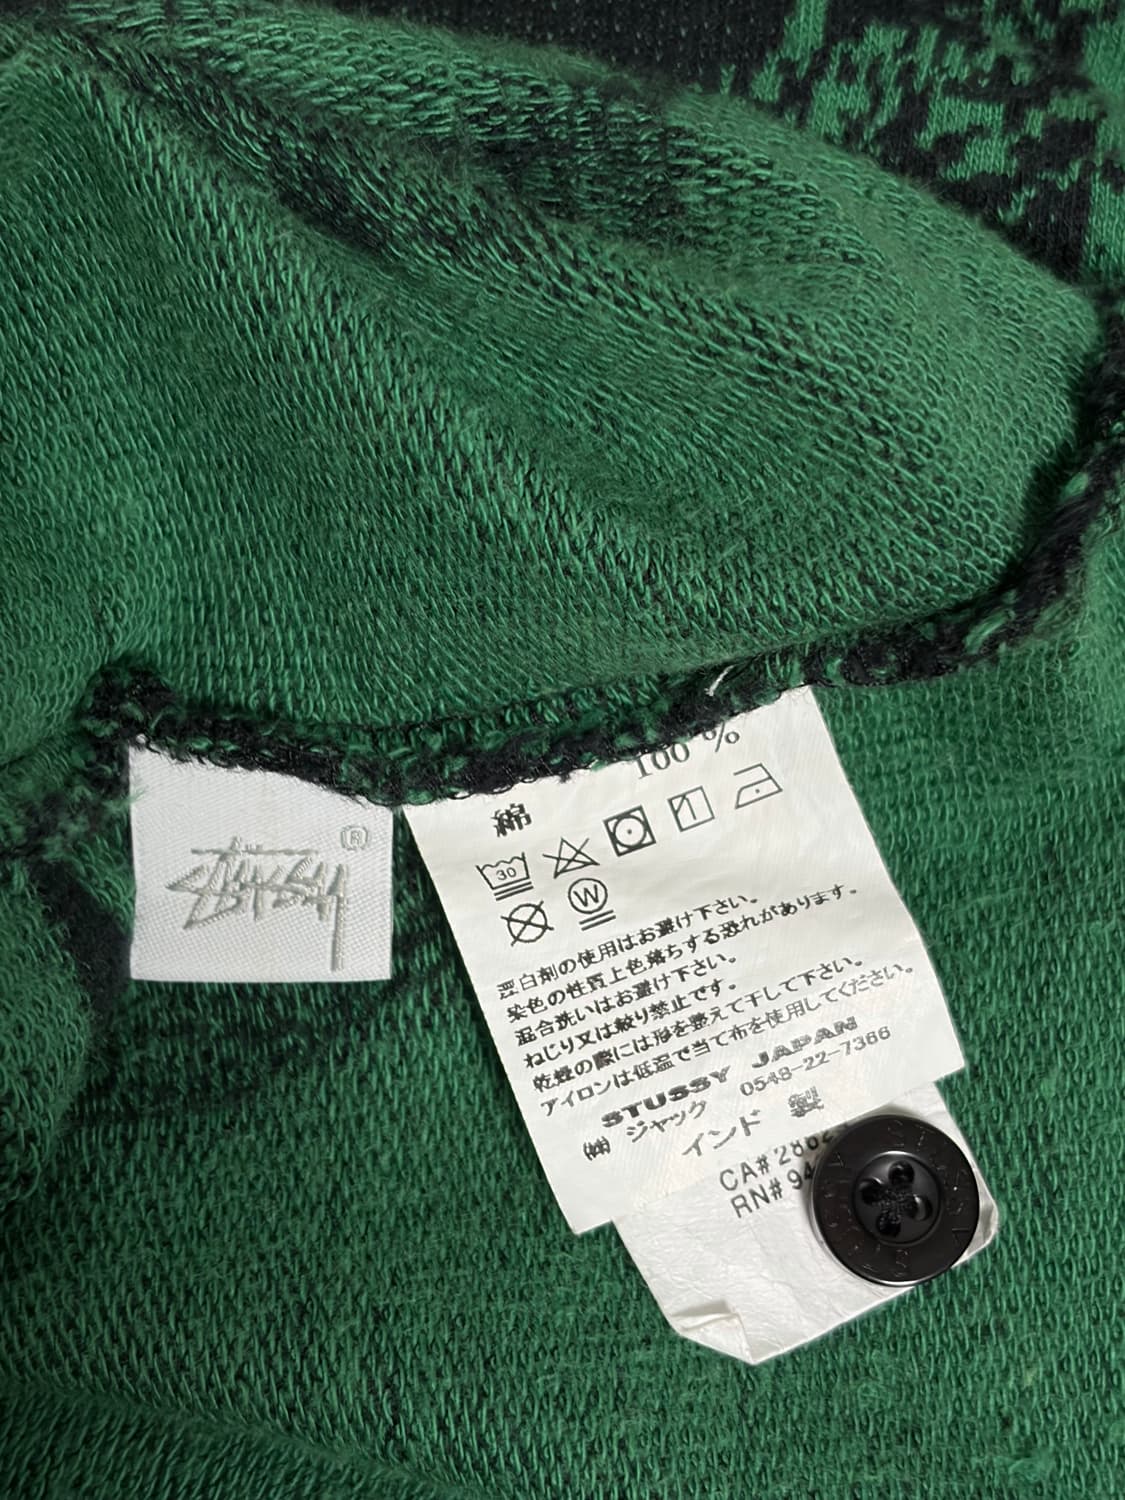 STÜSSY ®
100 %
綿
30
1
W
漂白剤の使用はお避け下さい。
染色の性質上色落ちする恐れがあります。
混合洗いはお避け下さい。
ねじり又は絞り禁止です。
乾燥の際には形を整えて干して下さい。
アイロンは低温で当て布を使用してください。
STUSSY JAPAN
㈱ ジャック 0548-22-7366
インド 製
CA#
RN# 94